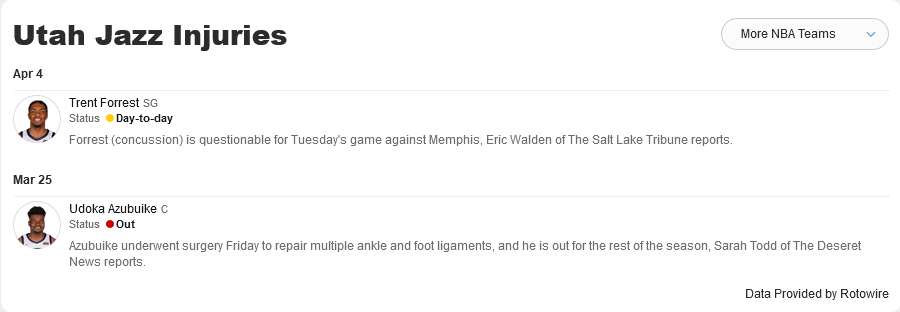 Utah Jazz Injuries
More NBA Teams
Apr 4
Trent Forrest SG
Status Day-to-day
Forrest (concussion) is questionable for Tuesday's game against Memphis, Eric Walden of The Salt Lake Tribune reports.
Mar 25
Udoka Azubuike C
Status Out
Azubuike underwent surgery Friday to repair multiple ankle and foot ligaments, and he is out for the rest of the season, Sarah Todd of The Deseret
News reports.
Data Provided by Rotowire